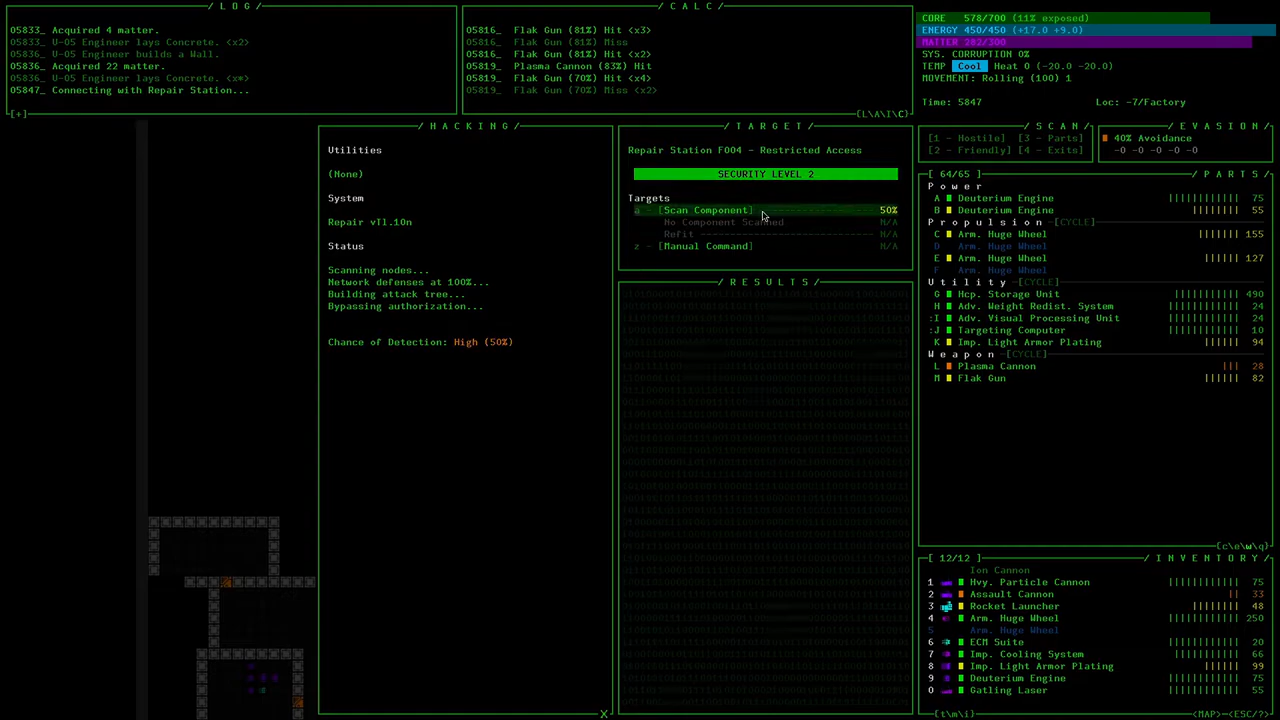 / L O G /
05833_ Acquired 4 matter.
05833_ U-05 Engineer lays Concrete. <x2>
05836_ U-05 Engineer builds a Wall.
05836_ Acquired 22 matter.
05836_ U-05 Engineer lays Concrete. <x*>
05847_ Connecting with Repair Station...
[+]
/ C A L C /
05816_ Flak Gun (81%) Hit <x3>
05816_ Flak Gun (81%) Miss
05816_ Flak Gun (81%) Hit <x2>
05819_ Plasma Cannon (83%) Hit
05819_ Flak Gun (70%) Hit <x4>
05819_ Flak Gun (70%) Miss <x2>
(L\A\I\C)
CORE 578/700 (11% exposed)
ENERGY 450/450 (+17.0 +9.0)
MATTER 282/300
SYS. CORRUPTION 0%
TEMP Cool Heat 0 (-20.0 -20.0)
MOVEMENT: Rolling (100) 1
Time: 5847 Loc: -7/Factory
/ H A C K I N G /
Utilities
(None)
System
Repair v11.10n
Status
Scanning nodes...
Network defenses at 100%...
Building attack tree...
Bypassing authorization...
Chance of Detection: High (50%)
X
/ T A R G E T /
Repair Station F004 - Restricted Access
SECURITY LEVEL 2
Targets
a - [Scan Component] 50%
No Component Scanned N/A
Refit N/A
z - [Manual Command] N/A
/ R E S U L T S /
/ S C A N /
[1 - Hostile] [3 - Parts]
[2 - Friendly] [4 - Exits]
/ E V A S I O N
40% Avoidance
-0 -0 -0 -0 -0
[ 64/65 ] / P A R T S
Power
A Deuterium Engine 75
B Deuterium Engine 55
Propulsion [CYCLE]
C Arm. Huge Wheel 155
D Arm. Huge Wheel
E Arm. Huge Wheel 127
F Arm. Huge Wheel
Utility [CYCLE]
G Hcp. Storage Unit 490
H Adv. Weight Redist. System 24
:I Adv. Visual Processing Unit 24
:J Targeting Computer 10
K Imp. Light Armor Plating 94
Weapon [CYCLE]
L Plasma Cannon 28
M Flak Gun 82
(c\e\w\q)
[ 12/12 ] / I N V E N T O R Y
Ion Cannon
1 Hvy. Particle Cannon 75
2 Assault Cannon 33
3 Rocket Launcher 48
4 Arm. Huge Wheel 250
5 Arm. Huge Wheel
6 ECM Suite 20
7 Imp. Cooling System 66
8 Imp. Light Armor Plating 99
9 Deuterium Engine 75
0 Gatling Laser 55
(t\m\i) <MAP>-<ESC/?>